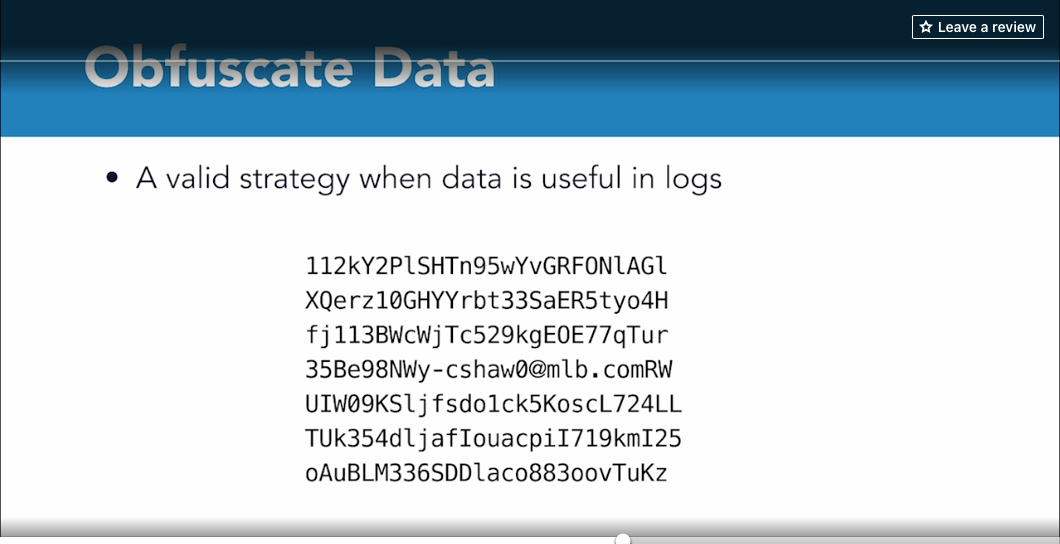 ☆ Leave a review
Obfuscate Data
• A valid strategy when data is useful in logs
112kY2PlSHTn95wYvGRFONlAGl
XQerz10GHYYrbt33SaER5tyo4H
fj113BWcWjTc529kgEOE77qTur
35Be98NWy-cshaw0@mlb.comRW
UIW09KSljfsdo1ck5KoscL724LL
TUk354dljafIouacpiI719kmI25
oAuBLM336SDDlaco883oovTuKz